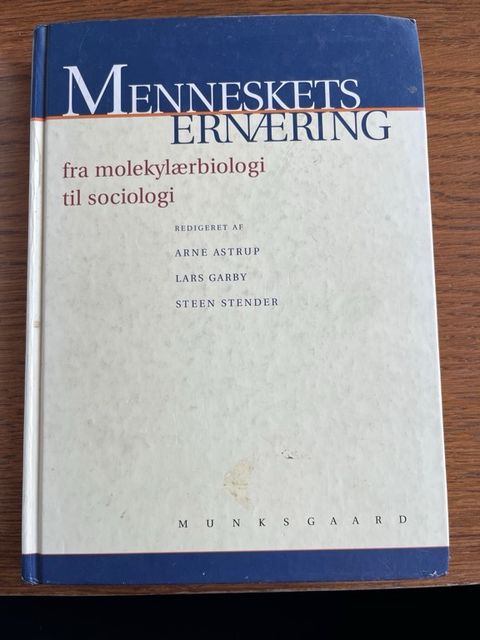 MENNESKETS
ERNÆRING
fra molekylærbiologi
til sociologi
REDIGERET AF
ARNE ASTRUP
LARS GARBY
STEEN STENDER
MUNKSGAARD